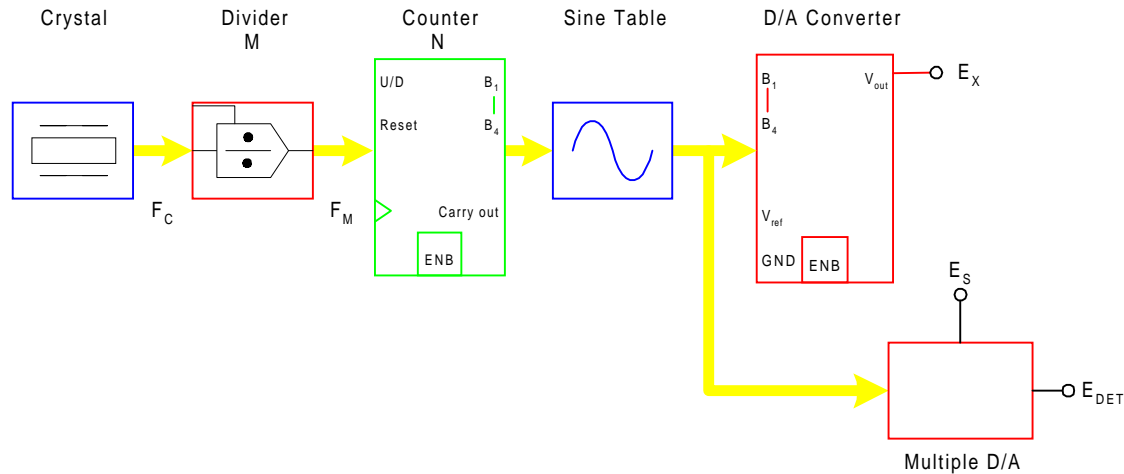 Crystal
Divider
M
Counter
N
Sine Table
D/A Converter
U/D
B1
Reset
B4
Carry out
ENB
FC
FM
B1
Vout
B4
Vref
GND
ENB
EX
ES
EDET
Multiple D/A